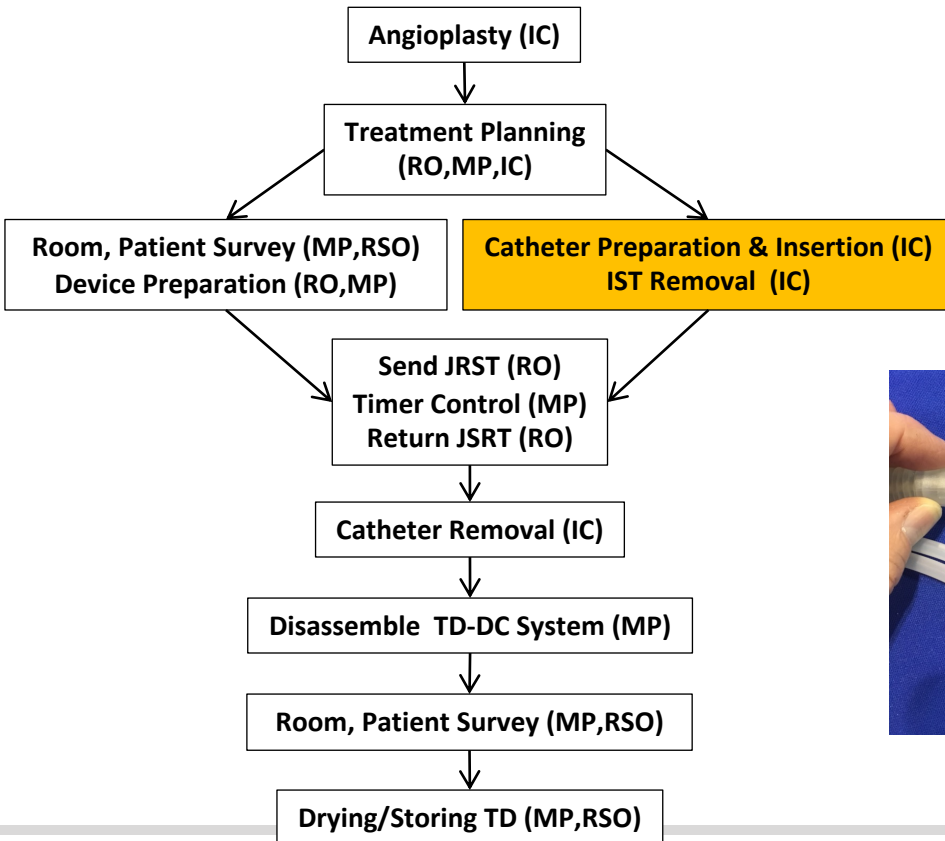 Angioplasty (IC)
Treatment Planning
(RO,MP,IC)
Room, Patient Survey (MP,RSO)
Device Preparation (RO,MP)
Catheter Preparation & Insertion (IC)
IST Removal (IC)
Send JRST (RO)
Timer Control (MP)
Return JSRT (RO)
Catheter Removal (IC)
Disassemble TD-DC System (MP)
Room, Patient Survey (MP,RSO)
Drying/Storing TD (MP,RSO)